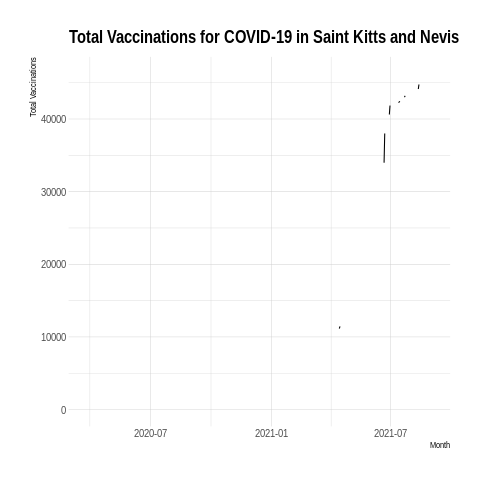 Total Vaccinations for COVID-19 in Saint Kitts and Nevis
Total Vaccinations
40000
30000
20000
10000
0
2020-07 2021-01 2021-07
Month